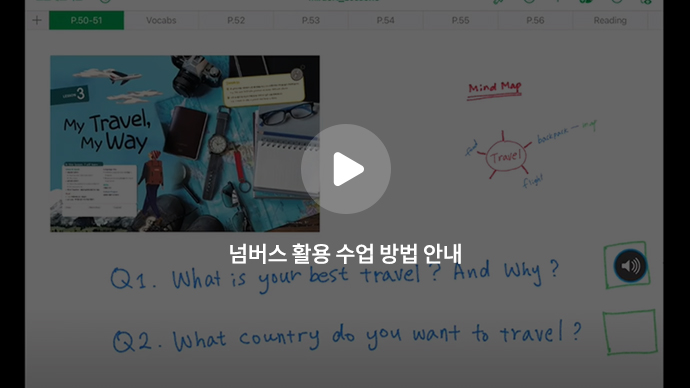 P.50-51 Vocabs P.52 P.53 P.54 P.55 P.56 Reading
3
My Travel,
My Way
Mind Map
Travel
backpack – map
flight
넘버스 활용 수업 방법 안내
Q1. What is your best travel? And why?
Q2. What country do you want to travel?